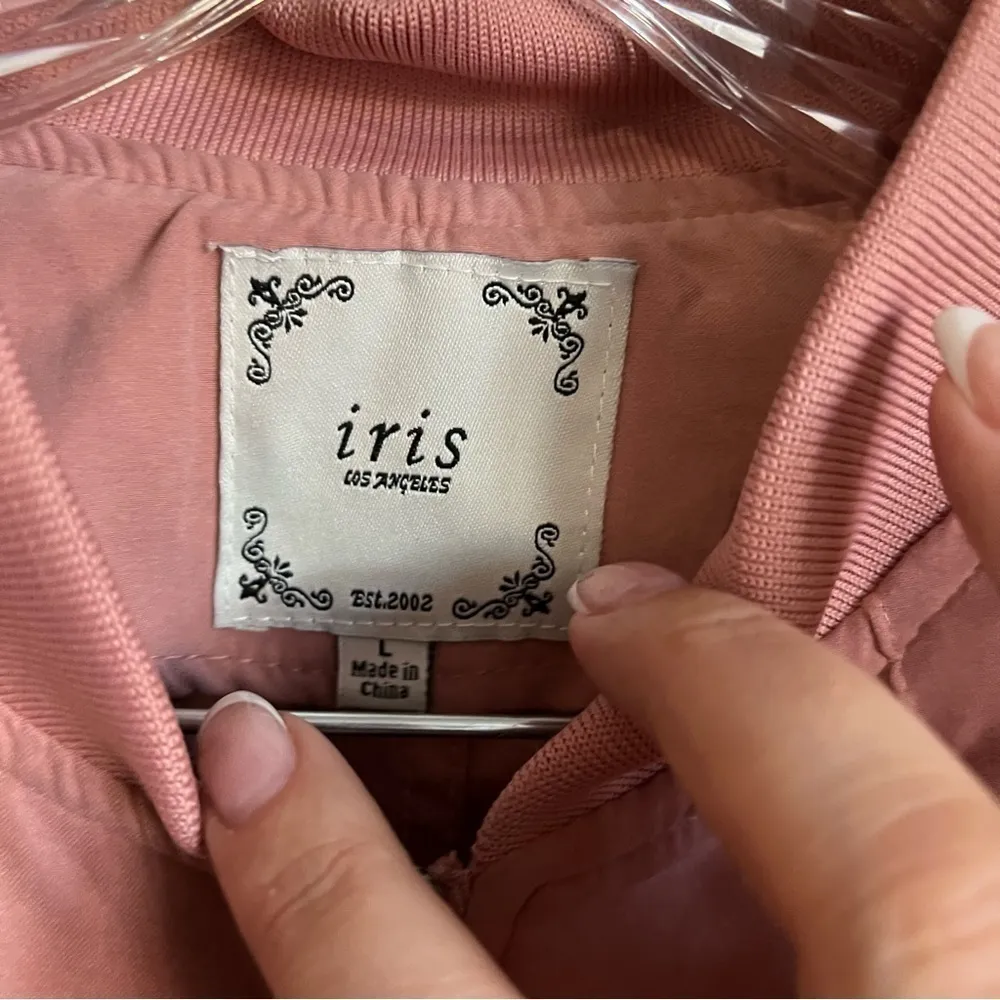 iris
LOS ANGELES
Est.2002
L
Made in
China